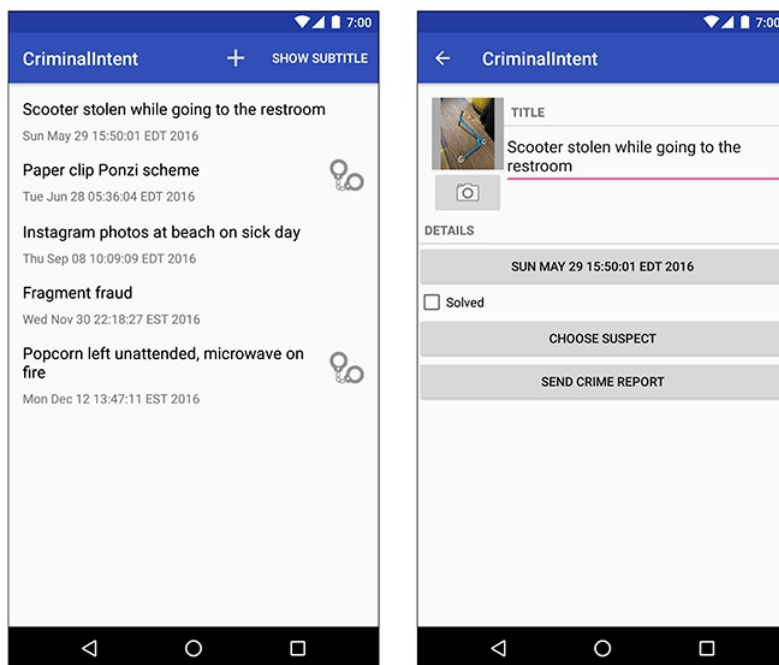 7:00
CriminalIntent
SHOW SUBTITLE
Scooter stolen while going to the restroom
Sun May 29 15:50:01 EDT 2016
Paper clip Ponzi scheme
Tue Jun 28 05:36:04 EDT 2016
Instagram photos at beach on sick day
Thu Sep 08 10:09:09 EDT 2016
Fragment fraud
Wed Nov 30 22:18:27 EST 2016
Popcorn left unattended, microwave on
fire
Mon Dec 12 13:47:11 EST 2016
7:00
CriminalIntent
TITLE
Scooter stolen while going to the
restroom
DETAILS
SUN MAY 29 15:50:01 EDT 2016
Solved
CHOOSE SUSPECT
SEND CRIME REPORT